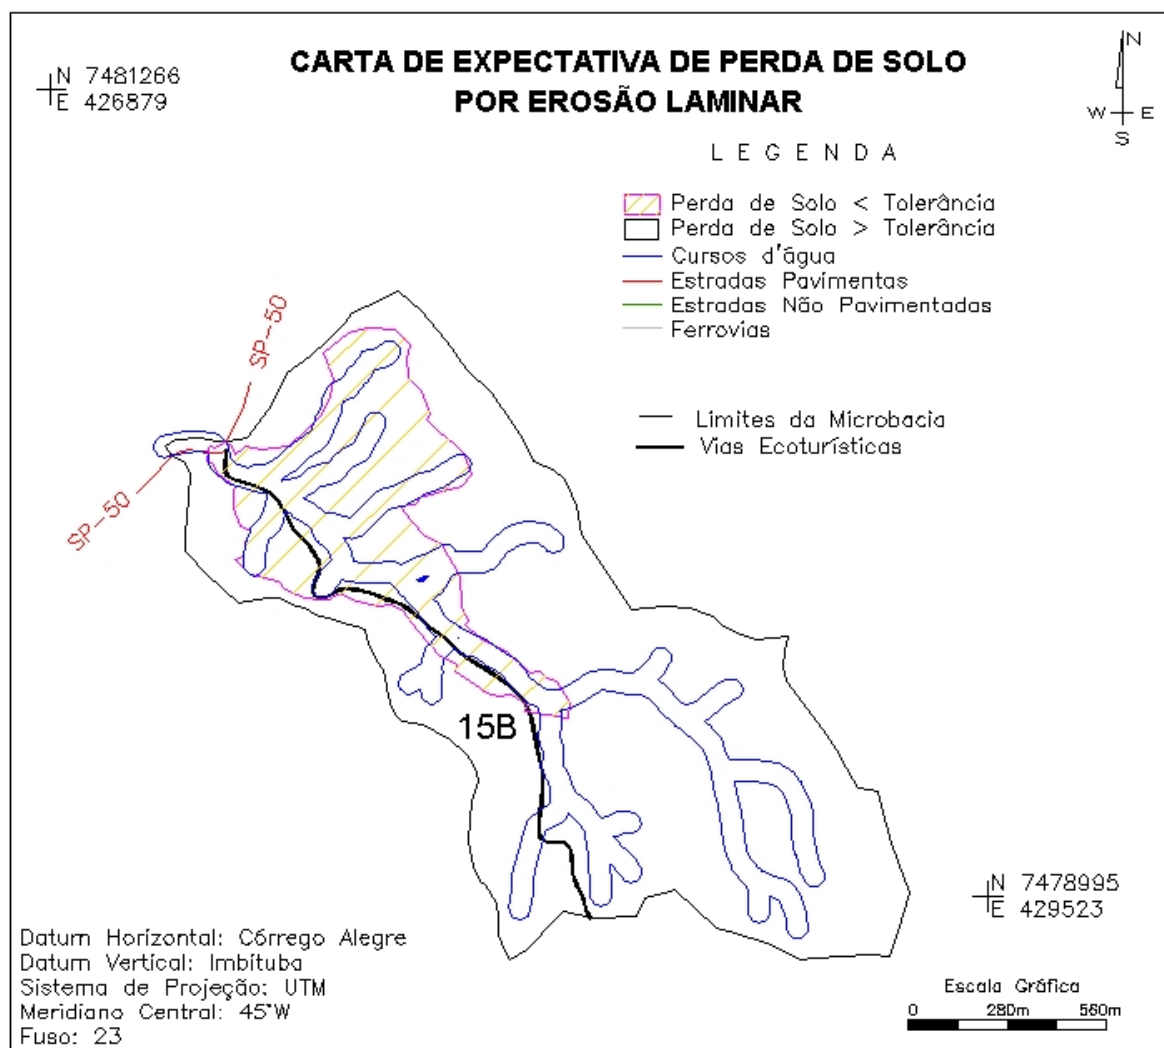 N 7481266
E 426879
CARTA DE EXPECTATIVA DE PERDA DE SOLO
POR EROSÃO LAMINAR
N
W E
S
L E G E N D A
Perda de Solo < Tolerância
Perda de Solo > Tolerância
Cursos d'água
Estradas Pavimentas
Estradas Não Pavimentadas
Ferrovias
Limites da Microbacia
Vias Ecoturísticas
SP-50
SP-50
15B
N 7478995
E 429523
Datum Horizontal: Córrego Alegre
Datum Vertical: Imbituba
Sistema de Projeção: UTM
Meridiano Central: 45°W
Fuso: 23
Escala Gráfica
0 280m 560m